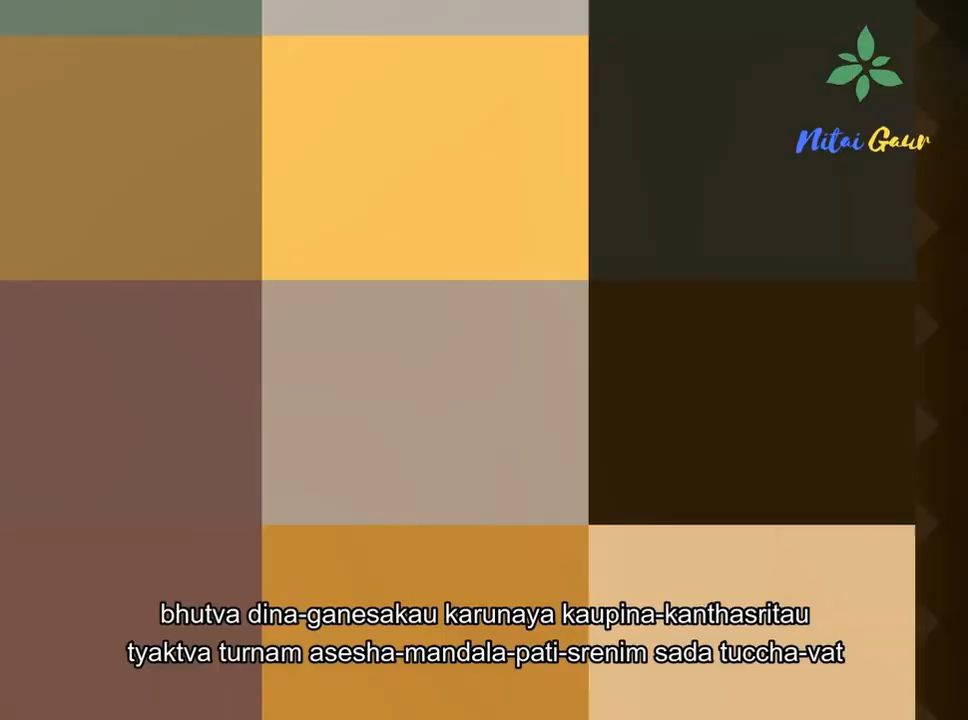 Nitai Gaur
bhutva dina-ganesakau karunaya kaupina-kanthasritau
tyaktva turnam asesha-mandala-pati-srenim sada tuccha-vat